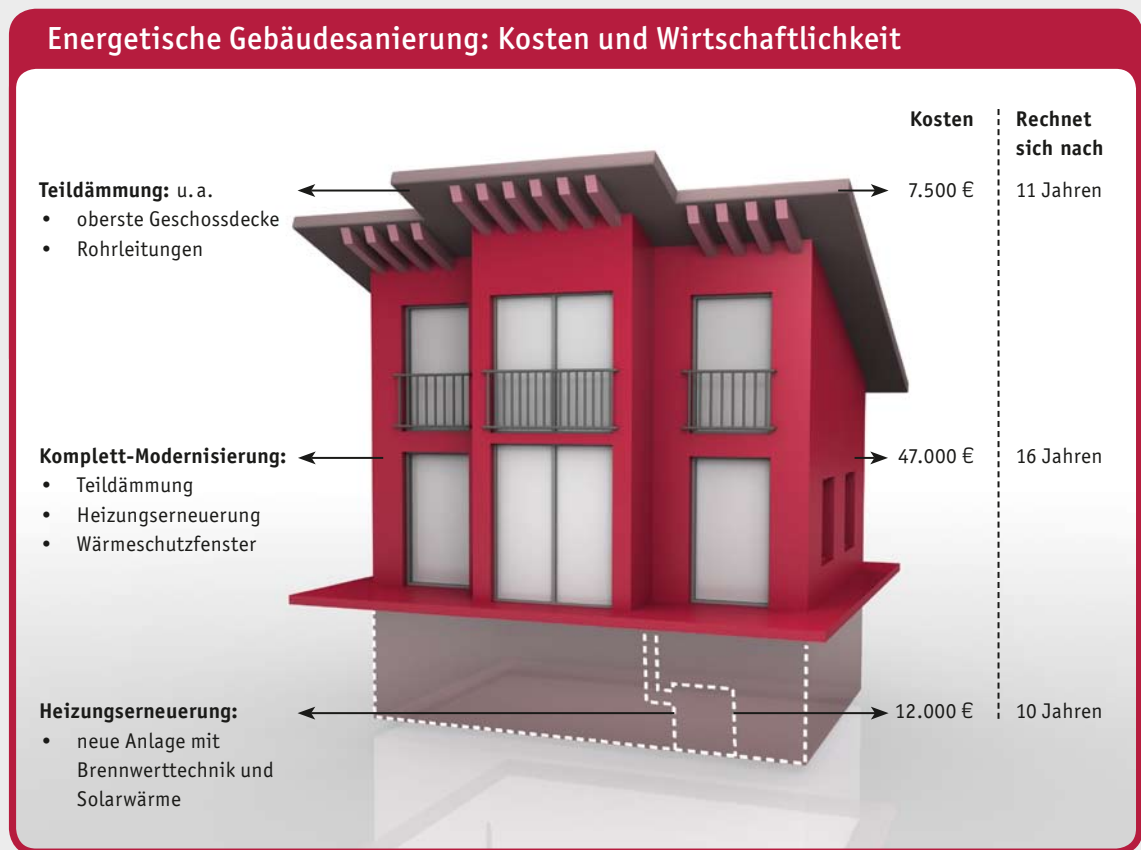 Energetische Gebäudesanierung: Kosten und Wirtschaftlichkeit
Kosten
Rechnet
sich nach
Teildämmung: u. a.
• oberste Geschossdecke
• Rohrleitungen
7.500 €
11 Jahren
Komplett-Modernisierung:
• Teildämmung
• Heizungserneuerung
• Wärmeschutzfenster
47.000 €
16 Jahren
Heizungserneuerung:
• neue Anlage mit
Brennwerttechnik und
Solarwärme
12.000 €
10 Jahren